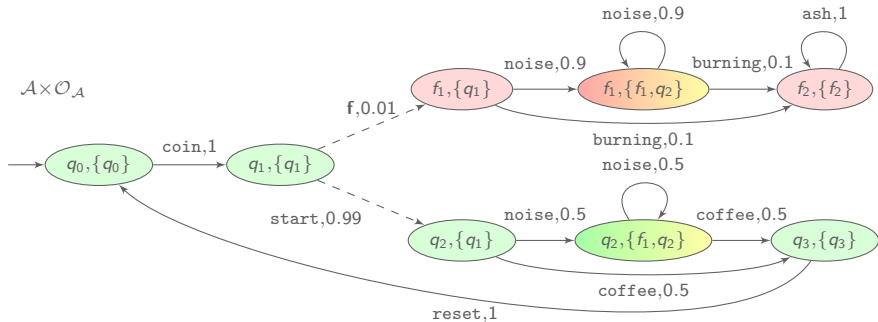 noise,0.9
ash,1
noise,0.9
burning,0.1
f₁,{q₁}
f₁,{f₁,q₂}
f₂,{f₂}
𝒜×𝒪_𝒜
f,0.01
burning,0.1
coin,1
noise,0.5
q₀,{q₀}
q₁,{q₁}
start,0.99
noise,0.5
coffee,0.5
q₂,{q₁}
q₂,{f₁,q₂}
q₃,{q₃}
coffee,0.5
reset,1